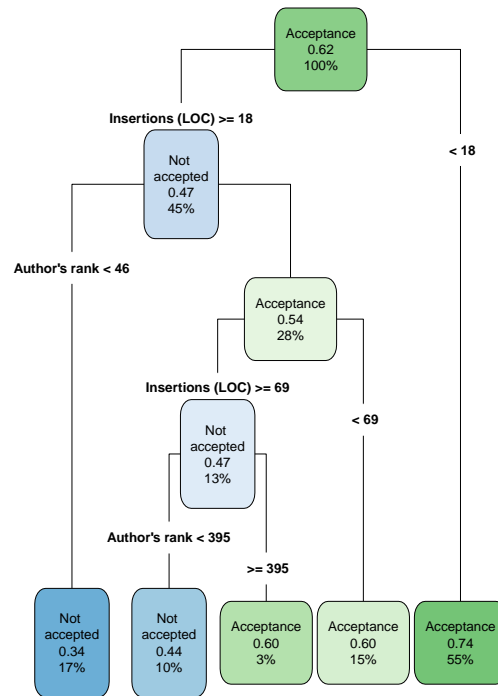 Acceptance
0.62
100%
Insertions (LOC) >= 18
< 18
Not
accepted
0.47
45%
Author's rank < 46
Acceptance
0.54
28%
Insertions (LOC) >= 69
< 69
Not
accepted
0.47
13%
Author's rank < 395
>= 395
Not
accepted
0.34
17%
Not
accepted
0.44
10%
Acceptance
0.60
3%
Acceptance
0.60
15%
Acceptance
0.74
55%